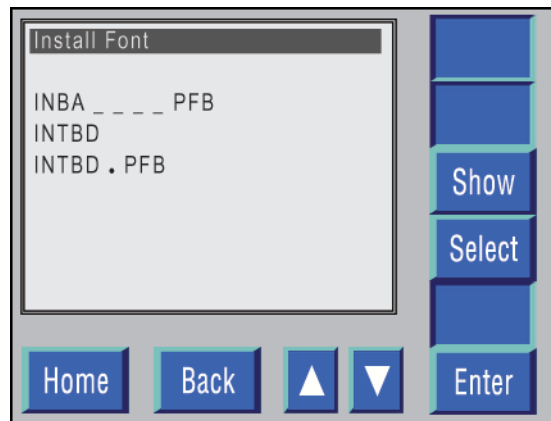 Install Font
INBA _ _ _ _ PFB
INTBD
INTBD . PFB
Show
Select
Home
Back
Enter